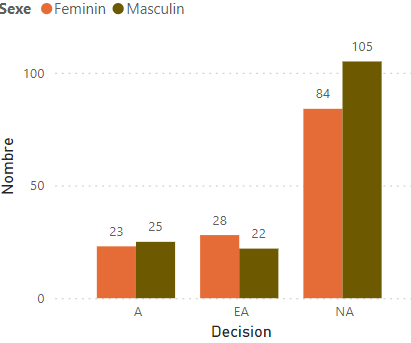 Sexe Feminin Masculin
105
100
84
Nombre
50
23
25
28
22
0
A
EA
NA
Decision